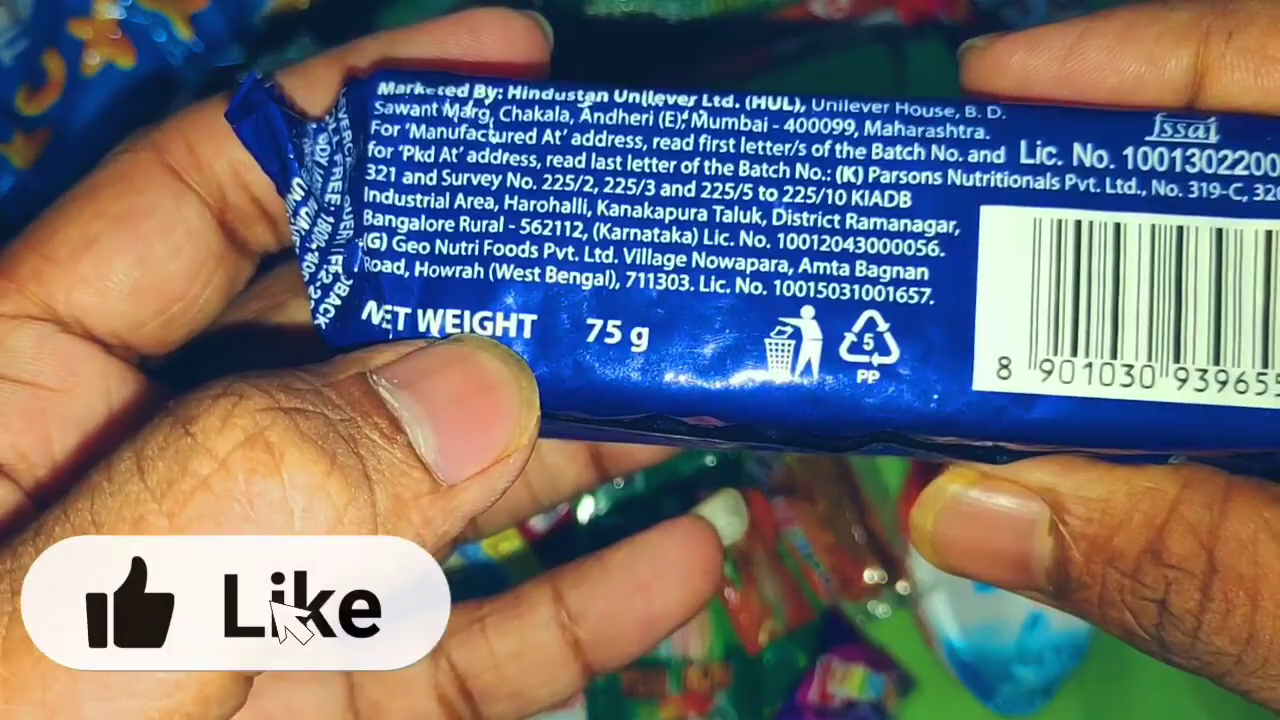 Marketed By: Hindustan Unilever Ltd. (HUL), Unilever House, B. D.
Sawant Marg, Chakala, Andheri (E), Mumbai - 400099, Maharashtra.
For 'Manufactured At' address, read first letter/s of the Batch No. and
for 'Pkd At' address, read last letter of the Batch No.: (K) Parsons Nutritionals Pvt. Ltd., No. 319-C,
321 and Survey No. 225/2, 225/3 and 225/5 to 225/10 KIADB
Industrial Area, Harohalli, Kanakapura Taluk, District Ramanagar,
Bangalore Rural - 562112, (Karnataka) Lic. No. 10012043000056.
(G) Geo Nutri Foods Pvt. Ltd. Village Nowapara, Amta Bagnan
Road, Howrah (West Bengal), 711303. Lic. No. 10015031001657.
fssai
Lic. No. 1001302200
NET WEIGHT 75 g
5
PP
8 901030 93965
Like